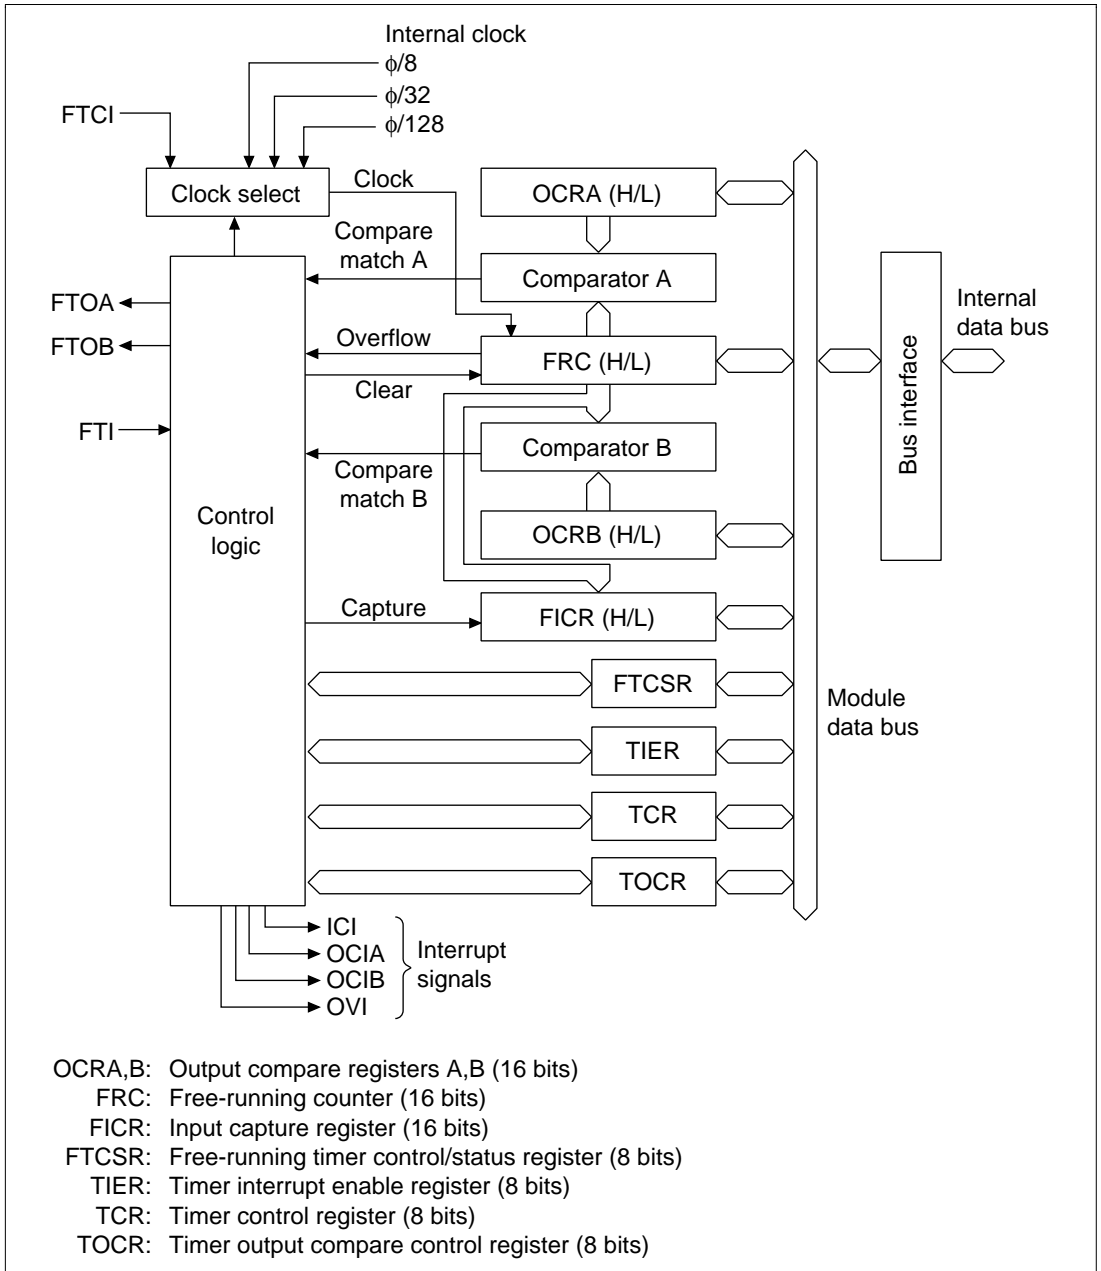 Internal clock
ϕ/8
ϕ/32
FTCI
ϕ/128
Clock select
Clock
OCRA (H/L)
Compare
match A
Comparator A
FTOA
Internal
data bus
FTOB
Overflow
FRC (H/L)
Clear
Bus interface
FTI
Comparator B
Compare
match B
Control
logic
OCRB (H/L)
Capture
FICR (H/L)
FTCSR
Module
data bus
TIER
TCR
TOCR
ICI
OCIA
OCIB
OVI
Interrupt
signals
OCRA,B: Output compare registers A,B (16 bits)
FRC: Free-running counter (16 bits)
FICR: Input capture register (16 bits)
FTCSR: Free-running timer control/status register (8 bits)
TIER: Timer interrupt enable register (8 bits)
TCR: Timer control register (8 bits)
TOCR: Timer output compare control register (8 bits)